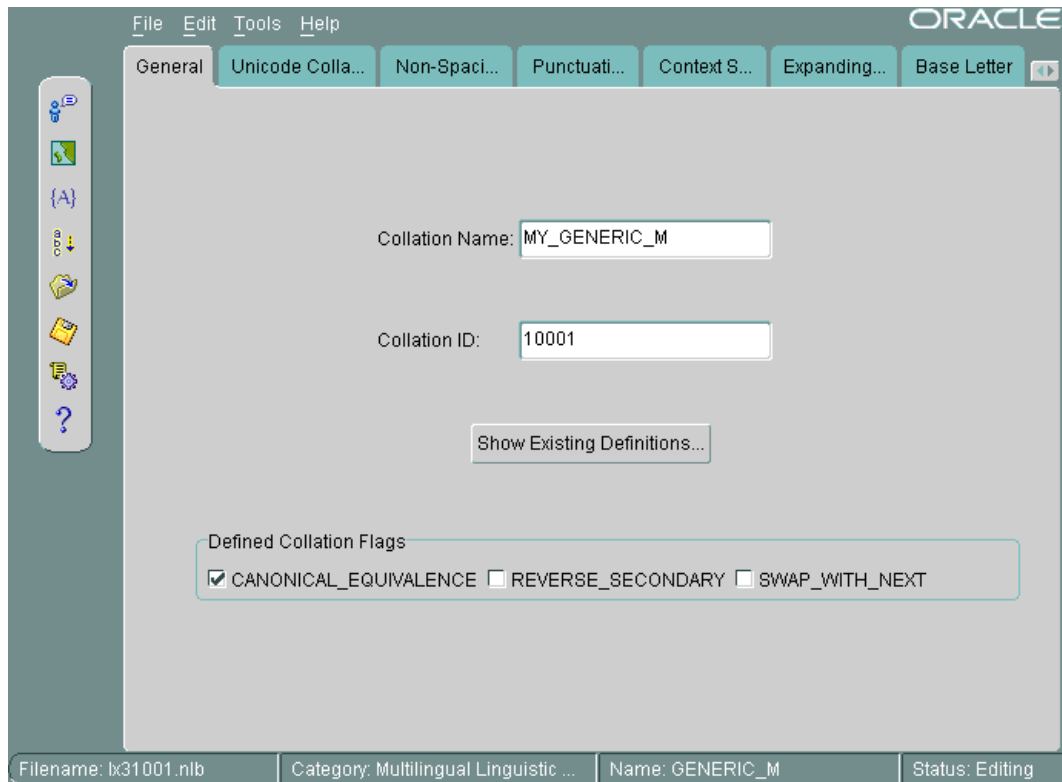 File Edit Tools Help
ORACLE
General
Unicode Colla...
Non-Spaci...
Punctuati...
Context S...
Expanding...
Base Letter
{A}
a
b
c
?
Collation Name: MY_GENERIC_M
Collation ID: 10001
Show Existing Definitions...
Defined Collation Flags
CANONICAL_EQUIVALENCE REVERSE_SECONDARY SWAP_WITH_NEXT
Filename: lx31001.nlb
Category: Multilingual Linguistic ...
Name: GENERIC_M
Status: Editing